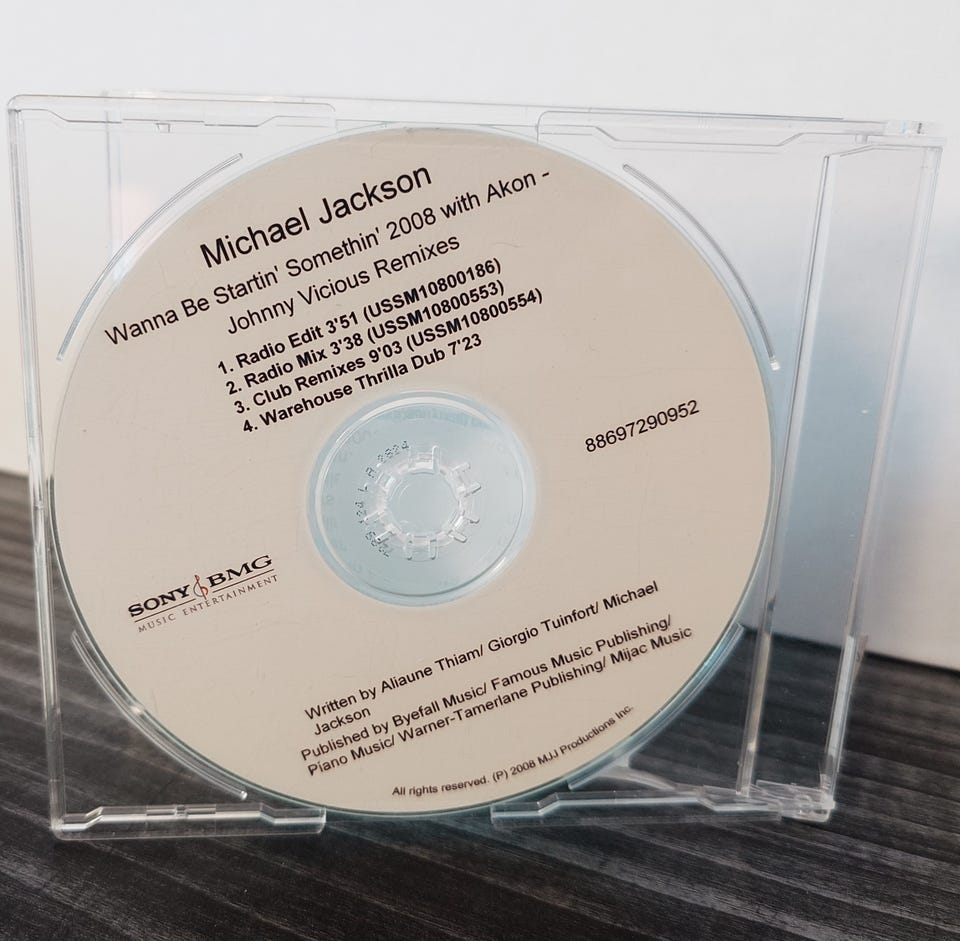 Michael Jackson
Wanna Be Startin' Somethin' 2008 with Akon -
Johnny Vicious Remixes
1. Radio Edit 3'51 (USSM10800186)
2. Radio Mix 3'38 (USSM10800553)
3. Club Remixes 9'03 (USSM10800554)
4. Warehouse Thrilla Dub 7'23
88697290952
SONY BMG
MUSIC ENTERTAINMENT
Written by Aliaune Thiam/ Giorgio Tuinfort/ Michael
Jackson
Published by Byefall Music/ Famous Music Publishing/
Piano Music/ Warner-Tamerlane Publishing/ Mijac Music
All rights reserved. (P) 2008 MJJ Productions Inc.